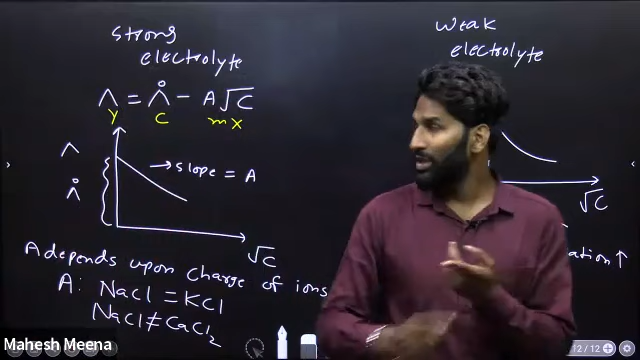 strong
electrolyte
Λ = Λ° - A√C
y c m x
Λ
Λ°
→ slope = A
√C
A depends upon charge of ions
A: NaCl = KCl
NaCl ≠ CaCl₂
weak
electrolyte
√C
ation ↑
Mahesh Meena
12 / 12